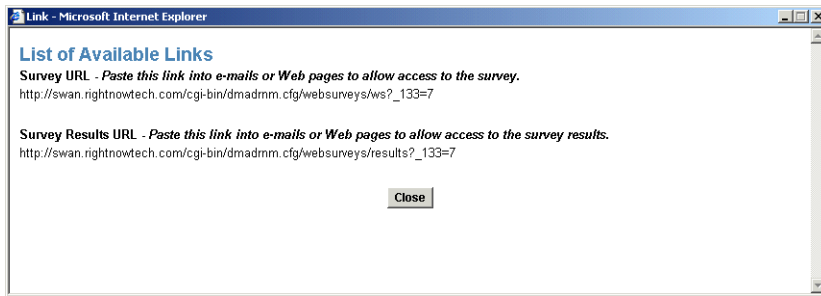 Link - Microsoft Internet Explorer
List of Available Links
Survey URL - Paste this link into e-mails or Web pages to allow access to the survey.
http://swan.rightnowtech.com/cgi-bin/dmadrnm.cfg/websurveys/ws?_133=7
Survey Results URL - Paste this link into e-mails or Web pages to allow access to the survey results.
http://swan.rightnowtech.com/cgi-bin/dmadrnm.cfg/websurveys/results?_133=7
Close